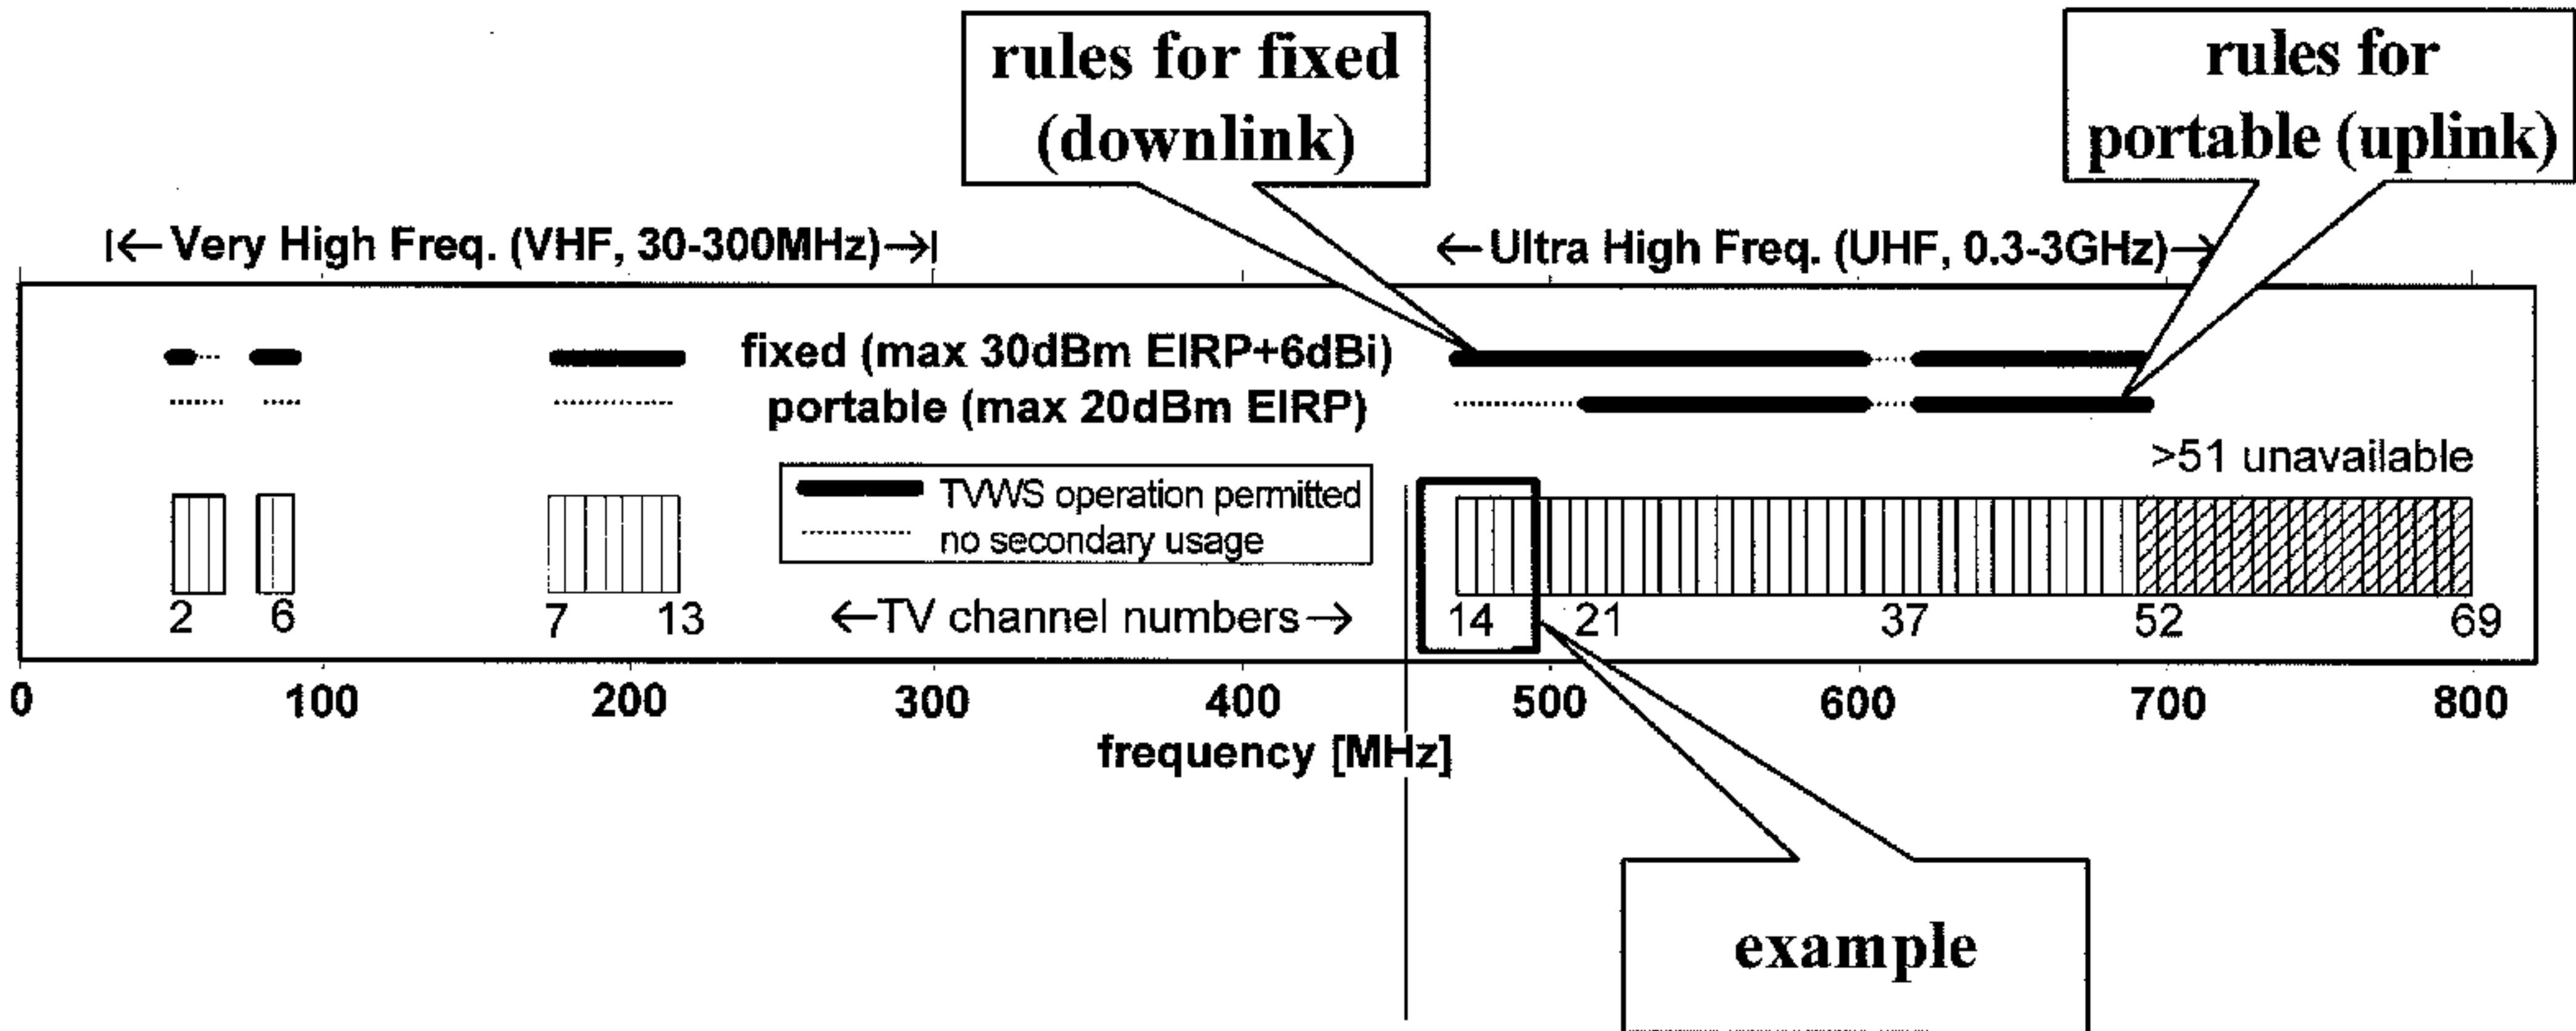 rules for fixed
(downlink)
rules for
portable (uplink)
|←Very High Freq. (VHF, 30-300MHz)→|
←Ultra High Freq. (UHF, 0.3-3GHz)→
fixed (max 30dBm EIRP+6dBi)
portable (max 20dBm EIRP)
>51 unavailable
TVWS operation permitted
no secondary usage
2 6 7 13 ←TV channel numbers→ 14 21 37 52 69
0 100 200 300 400 500 600 700 800
frequency [MHz]
example